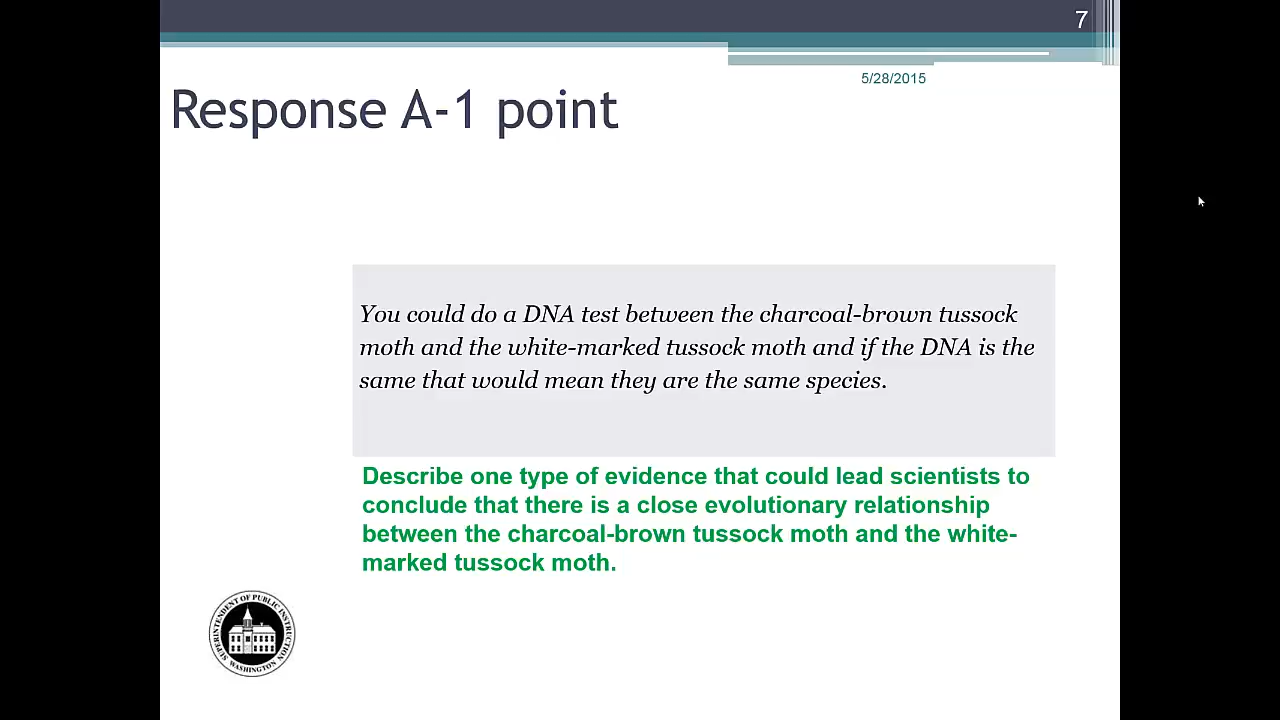 7
5/28/2015
Response A-1 point
You could do a DNA test between the charcoal-brown tussock
moth and the white-marked tussock moth and if the DNA is the
same that would mean they are the same species.
Describe one type of evidence that could lead scientists to
conclude that there is a close evolutionary relationship
between the charcoal-brown tussock moth and the white-
marked tussock moth.
SUPERINTENDENT OF PUBLIC INSTRUCTION
WASHINGTON